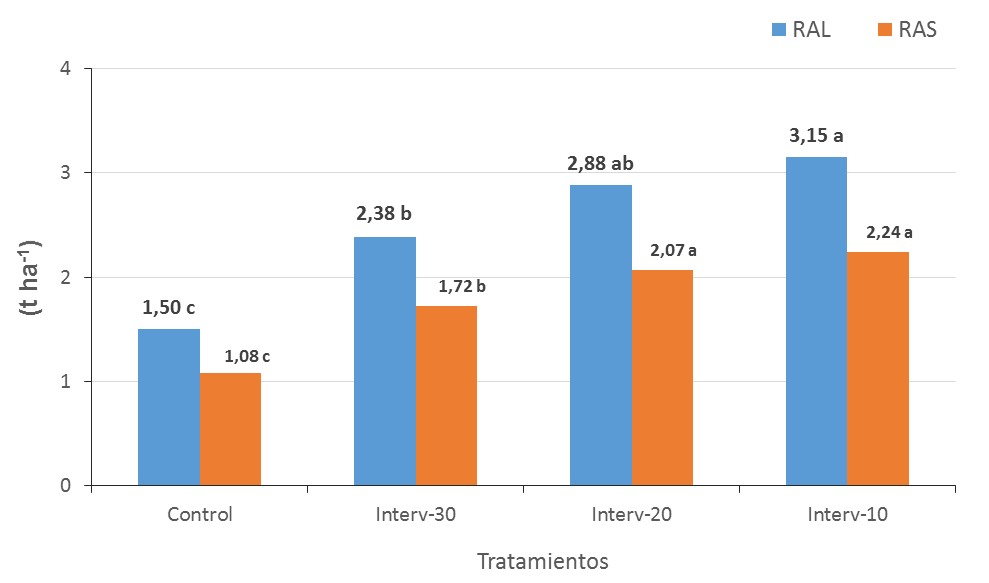 RAL RAS
4
3
2
1
0
(t ha⁻¹)
1,50 c
1,08 c
2,38 b
1,72 b
2,88 ab
2,07 a
3,15 a
2,24 a
Control Interv-30 Interv-20 Interv-10
Tratamientos